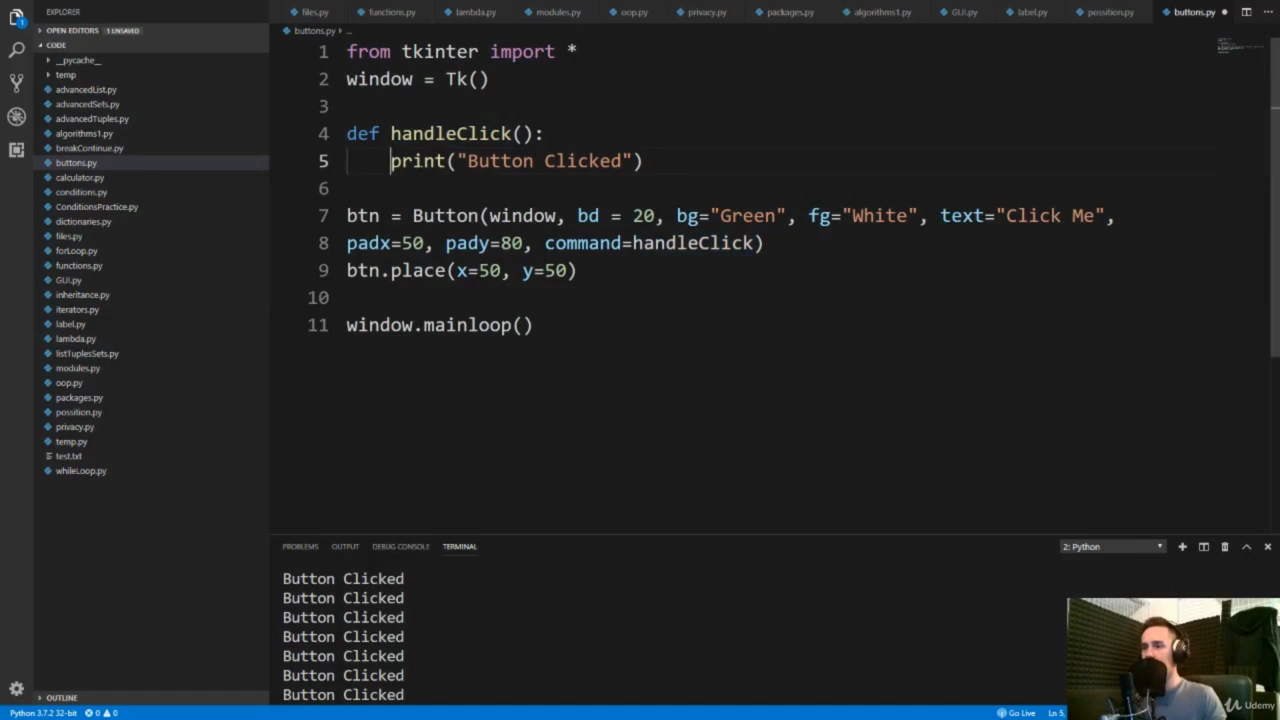 EXPLORER
files.py functions.py lambda.py modules.py oop.py privacy.py packages.py algorithms1.py GUI.py label.py possition.py buttons.py
OPEN EDITORS 1 UNSAVED
CODE
__pycache__
temp
advancedList.py
advancedSets.py
advancedTuples.py
algorithms1.py
breakContinue.py
buttons.py
calculator.py
conditions.py
ConditionsPractice.py
dictionaries.py
files.py
forLoop.py
functions.py
GUI.py
inheritance.py
iterators.py
label.py
lambda.py
listTuplesSets.py
modules.py
oop.py
packages.py
possition.py
privacy.py
temp.py
test.txt
whileLoop.py
OUTLINE
buttons.py › ...
1 from tkinter import *
2 window = Tk()
3
4 def handleClick():
5 print("Button Clicked")
6
7 btn = Button(window, bd = 20, bg="Green", fg="White", text="Click Me",
8 padx=50, pady=80, command=handleClick)
9 btn.place(x=50, y=50)
10
11 window.mainloop()
PROBLEMS OUTPUT DEBUG CONSOLE TERMINAL
2: Python
Button Clicked
Button Clicked
Button Clicked
Button Clicked
Button Clicked
Button Clicked
Button Clicked
Udemy
Python 3.7.2 32-bit 0 0
Go Live Ln 5
1